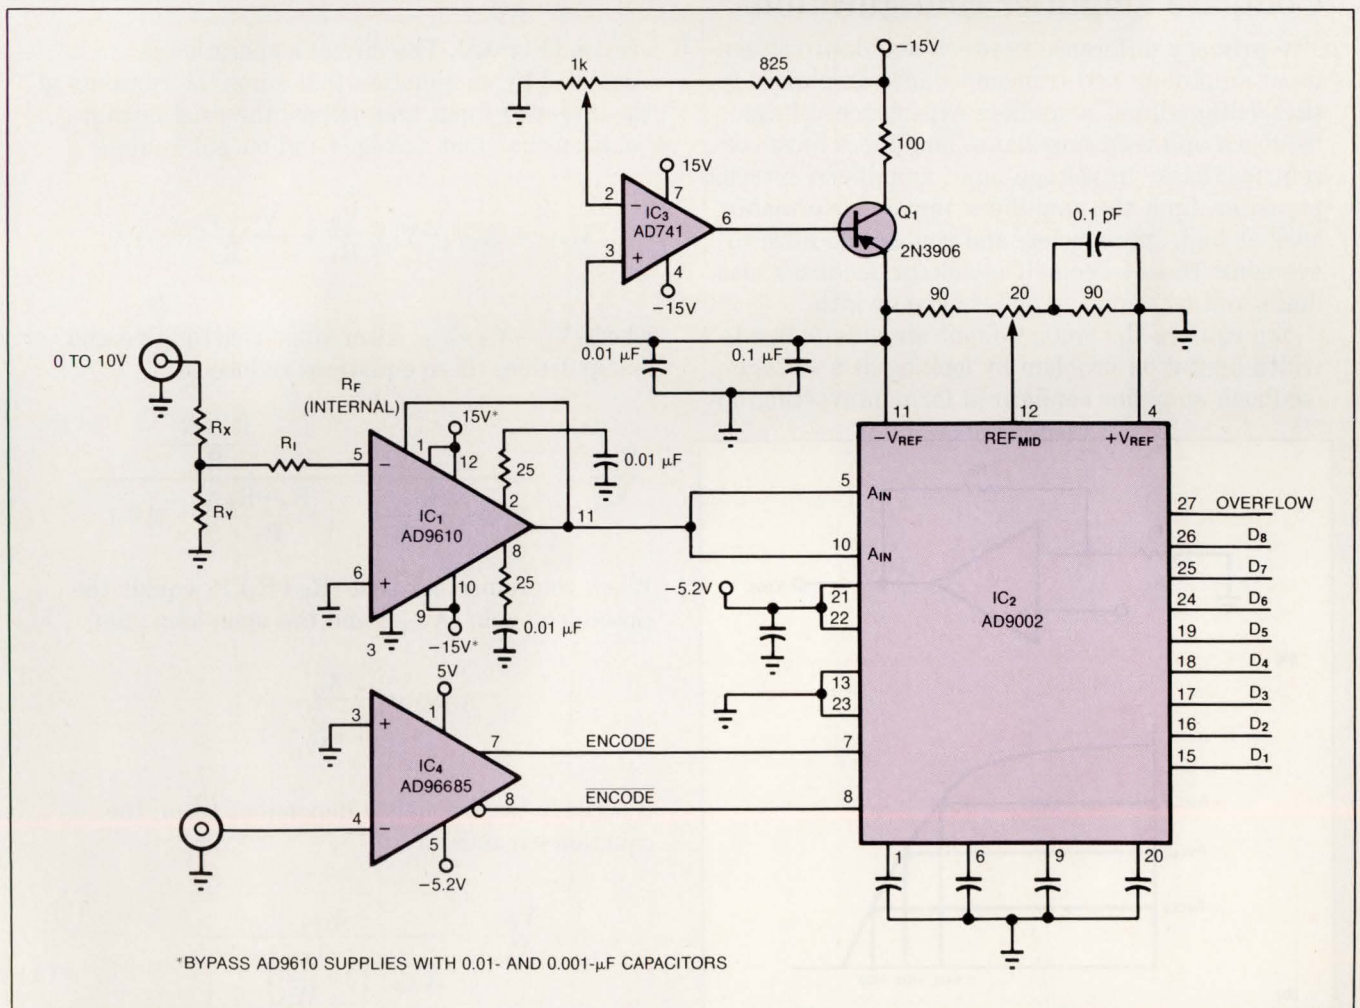 −15V
1k
825
100
15V
2
−
7
IC3
AD741
6
3
+
4
−15V
Q1
2N3906
0.1 pF
90
20
90
0.01 µF
0.1 µF
0 TO 10V
RF
(INTERNAL)
15V*
1
12
25
0.01 µF
RX
RI
5
−
2
RY
IC1
AD9610
11
8
6
+
10
25
9
3
−15V*
0.01 µF
11
12
4
−VREF
REFMID
+VREF
5
AIN
10
AIN
−5.2V
21
22
13
23
7
8
IC2
AD9002
27
OVERFLOW
26
D8
25
D7
24
D6
19
D5
18
D4
17
D3
16
D2
15
D1
5V
3
+
1
7
ENCODE
IC4
AD96685
8
ENCODE
4
−
5
−5.2V
1
6
9
20
*BYPASS AD9610 SUPPLIES WITH 0.01- AND 0.001-µF CAPACITORS